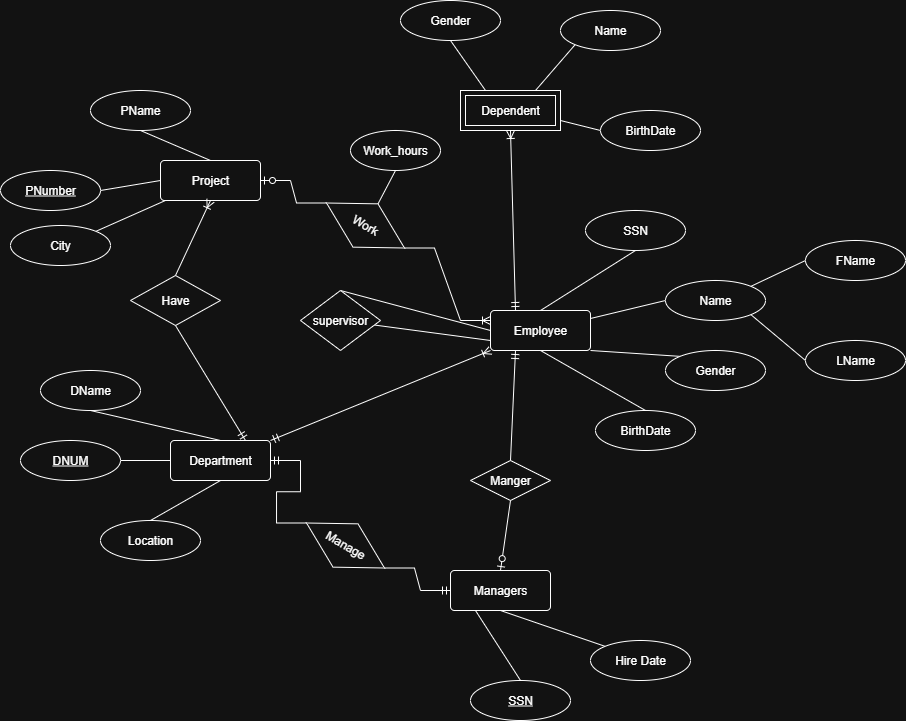 Gender
Name
Dependent
BirthDate
PName
Work_hours
Project
PNumber
City
Work
SSN
FName
Name
Have
supervisor
Employee
LName
Gender
DName
BirthDate
DNUM
Department
Manger
Location
Manage
Managers
Hire Date
SSN